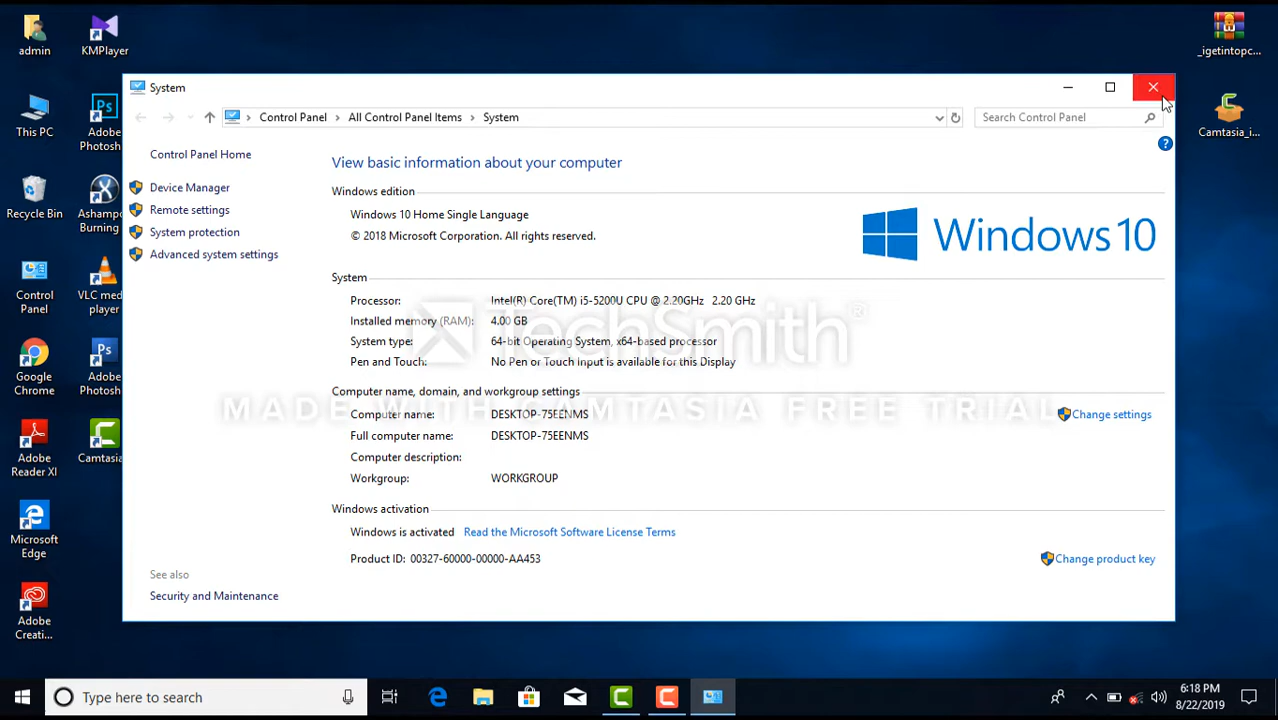 admin
KMPlayer
_igetintopc...
System
Control Panel
All Control Panel Items
System
Search Control Panel
This PC
Adobe
Photosh...
Camtasia_i...
Control Panel Home
View basic information about your computer
Device Manager
Windows edition
Remote settings
Windows 10 Home Single Language
System protection
© 2018 Microsoft Corporation. All rights reserved.
Windows 10
Advanced system settings
Recycle Bin
Ashampo
Burning
System
Processor: Intel(R) Core(TM) i5-5200U CPU @ 2.20GHz 2.20 GHz
Installed memory (RAM): 4.00 GB
System type: 64-bit Operating System, x64-based processor
Pen and Touch: No Pen or Touch Input is available for this Display
TechSmith®
Control
Panel
VLC med
player
Computer name, domain, and workgroup settings
MADE WITH CAMTASIA FREE TRIAL
Computer name: DESKTOP-75EENMS
Change settings
Full computer name: DESKTOP-75EENMS
Computer description:
Workgroup: WORKGROUP
Google
Chrome
Adobe
Photosh...
Adobe
Reader XI
Camtasia
Windows activation
Windows is activated Read the Microsoft Software License Terms
Product ID: 00327-60000-00000-AA453
Change product key
Microsoft
Edge
See also
Security and Maintenance
Adobe
Creati...
Type here to search
6:18 PM
8/22/2019